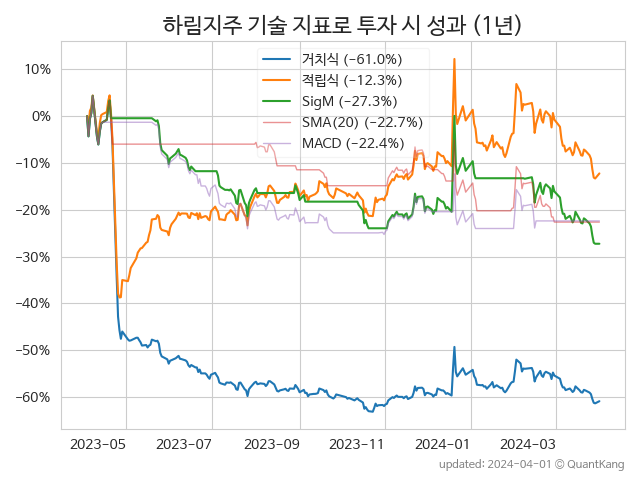 하림지주 기술 지표로 투자 시 성과 (1년)
거치식 (−61.0%)
적립식 (−12.3%)
SigM (−27.3%)
SMA(20) (−22.7%)
MACD (−22.4%)
10%
0%
−10%
−20%
−30%
−40%
−50%
−60%
2023-05 2023-07 2023-09 2023-11 2024-01 2024-03
updated: 2024-04-01 © QuantKang